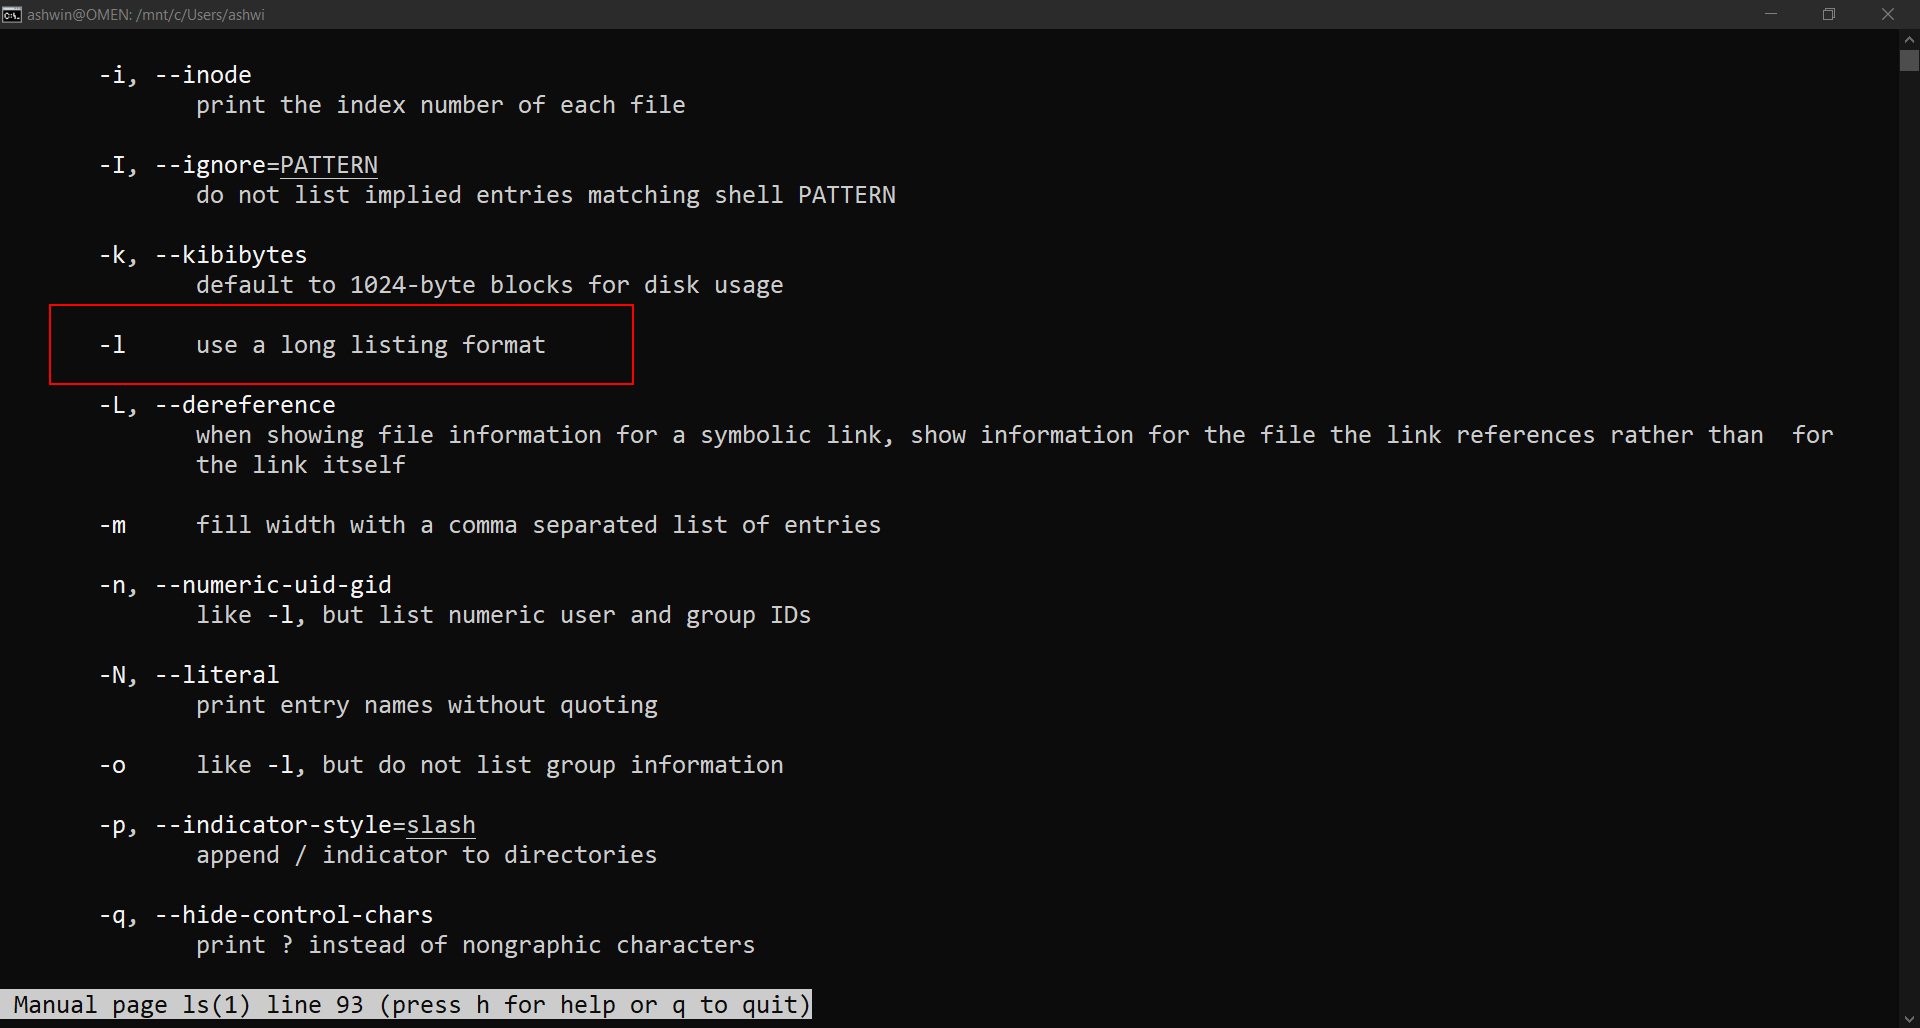 ashwin@OMEN: /mnt/c/Users/ashwi
-i, --inode
print the index number of each file
-I, --ignore=PATTERN
do not list implied entries matching shell PATTERN
-k, --kibibytes
default to 1024-byte blocks for disk usage
-l     use a long listing format
-L, --dereference
when showing file information for a symbolic link, show information for the file the link references rather than  for
the link itself
-m     fill width with a comma separated list of entries
-n, --numeric-uid-gid
like -l, but list numeric user and group IDs
-N, --literal
print entry names without quoting
-o     like -l, but do not list group information
-p, --indicator-style=slash
append / indicator to directories
-q, --hide-control-chars
print ? instead of nongraphic characters
Manual page ls(1) line 93 (press h for help or q to quit)